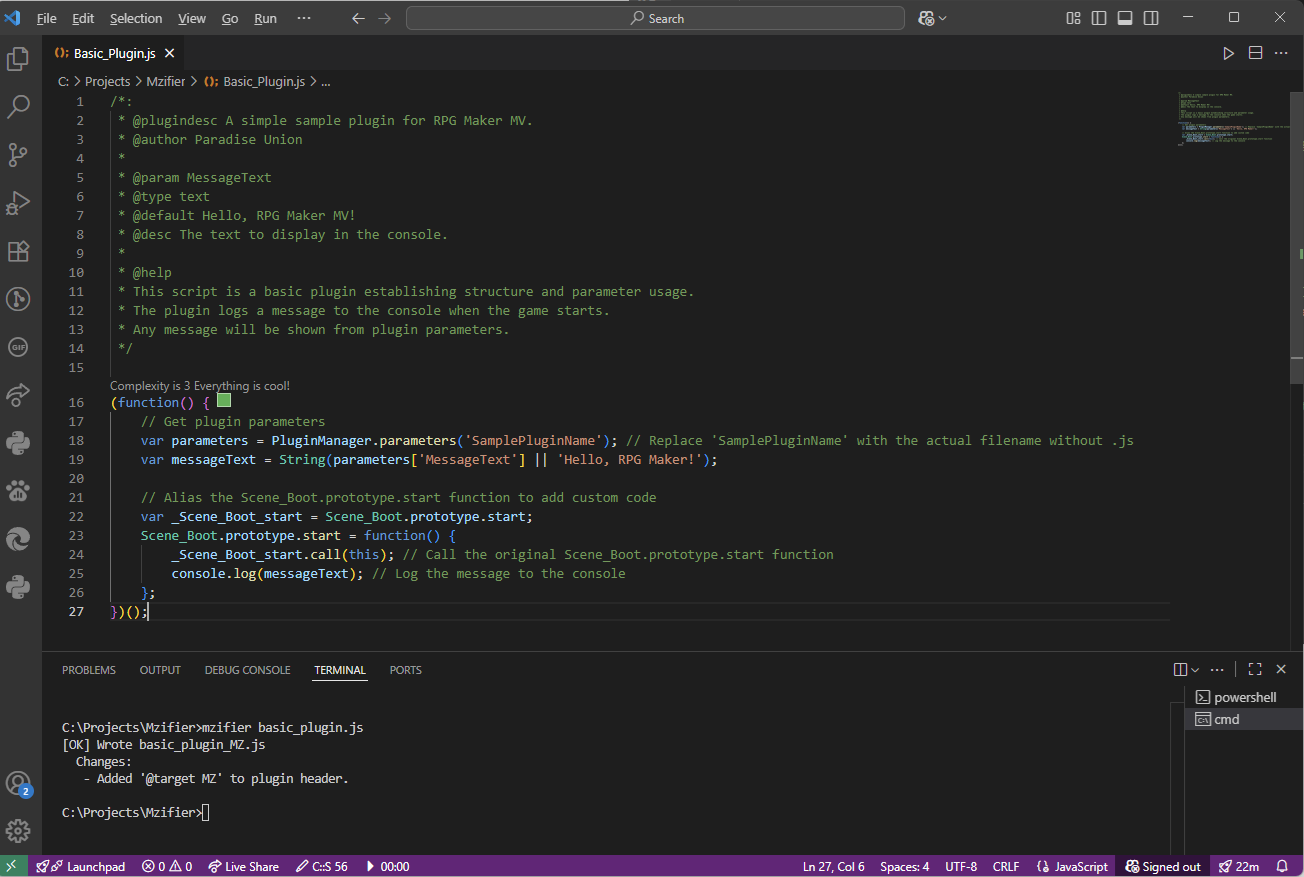 File Edit Selection View Go Run ··· Search
Basic_Plugin.js
C: > Projects > Mzifier > Basic_Plugin.js > ...
1 /*:
2 * @plugindesc A simple sample plugin for RPG Maker MV.
3 * @author Paradise Union
4 *
5 * @param MessageText
6 * @type text
7 * @default Hello, RPG Maker MV!
8 * @desc The text to display in the console.
9 *
10 * @help
11 * This script is a basic plugin establishing structure and parameter usage.
12 * The plugin logs a message to the console when the game starts.
13 * Any message will be shown from plugin parameters.
14 */
15
Complexity is 3 Everything is cool!
16 (function() {
17 // Get plugin parameters
18 var parameters = PluginManager.parameters('SamplePluginName'); // Replace 'SamplePluginName' with the actual filename without .js
19 var messageText = String(parameters['MessageText'] || 'Hello, RPG Maker!');
20
21 // Alias the Scene_Boot.prototype.start function to add custom code
22 var _Scene_Boot_start = Scene_Boot.prototype.start;
23 Scene_Boot.prototype.start = function() {
24 _Scene_Boot_start.call(this); // Call the original Scene_Boot.prototype.start function
25 console.log(messageText); // Log the message to the console
26 };
27 })();
PROBLEMS OUTPUT DEBUG CONSOLE TERMINAL PORTS
powershell
cmd
C:\Projects\Mzifier>mzifier basic_plugin.js
[OK] Wrote basic_plugin_MZ.js
Changes:
- Added '@target MZ' to plugin header.
C:\Projects\Mzifier>
GIF
2
Launchpad 0 0 Live Share C::S 56 00:00 Ln 27, Col 6 Spaces: 4 UTF-8 CRLF JavaScript Signed out 22m